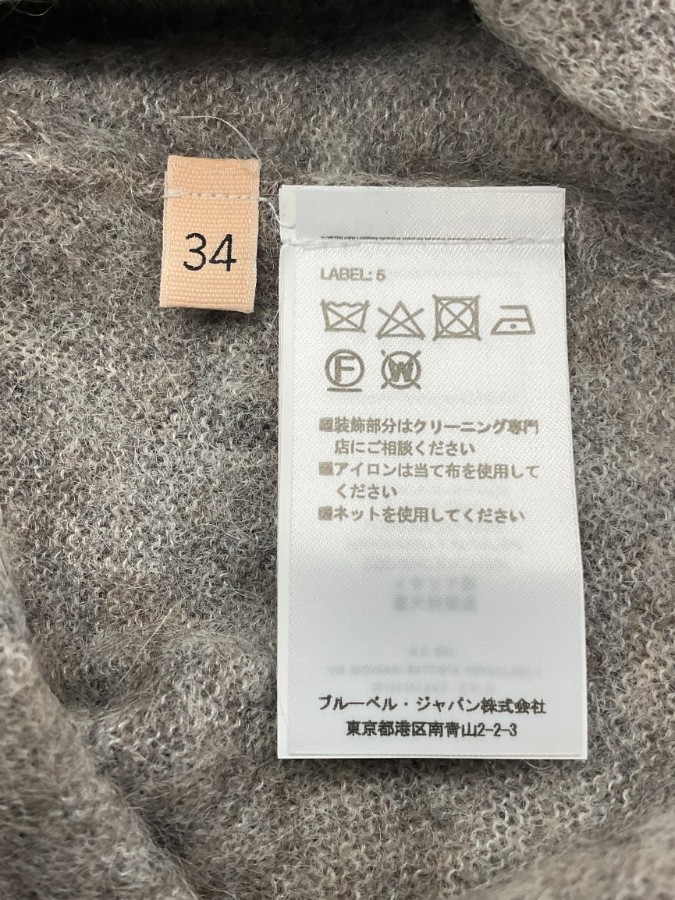 34
LABEL: 5
F W
装飾部分はクリーニング専門
店にご相談ください
アイロンは当て布を使用して
ください
ネットを使用してください
ブルーベル・ジャパン株式会社
東京都港区南青山2-2-3